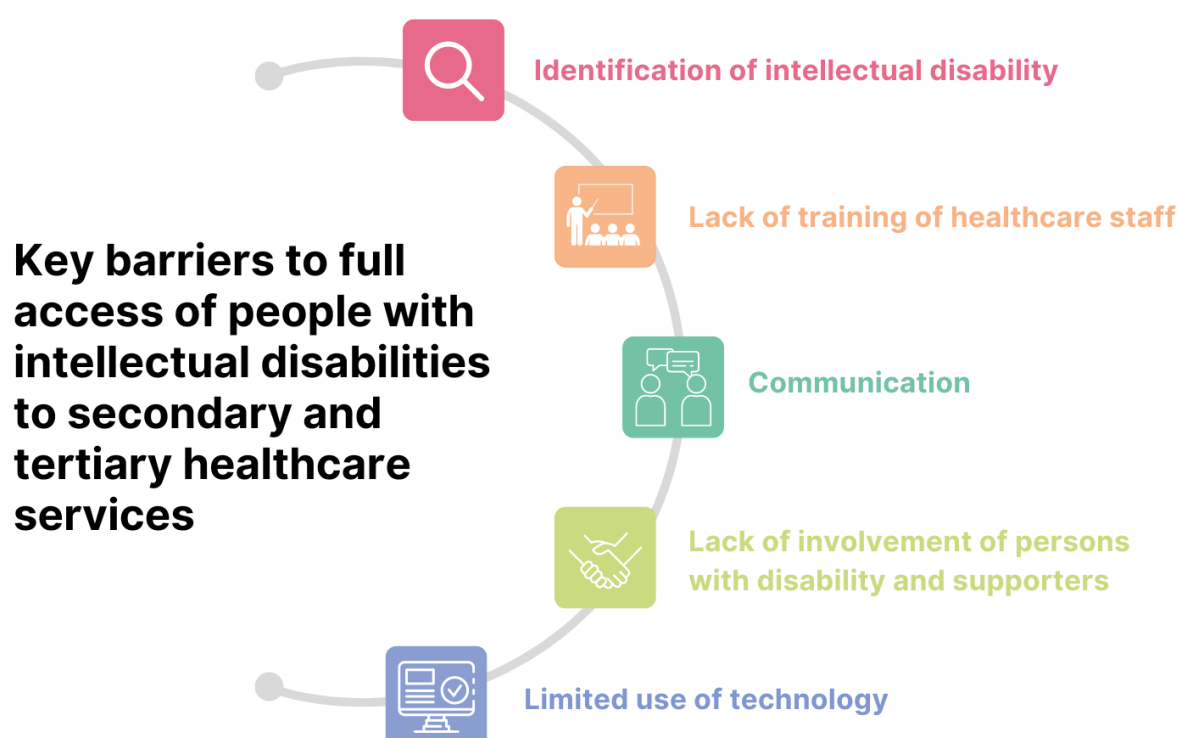 Key barriers to full
access of people with
intellectual disabilities
to secondary and
tertiary healthcare
services
Identification of intellectual disability
Lack of training of healthcare staff
Communication
Lack of involvement of persons
with disability and supporters
Limited use of technology